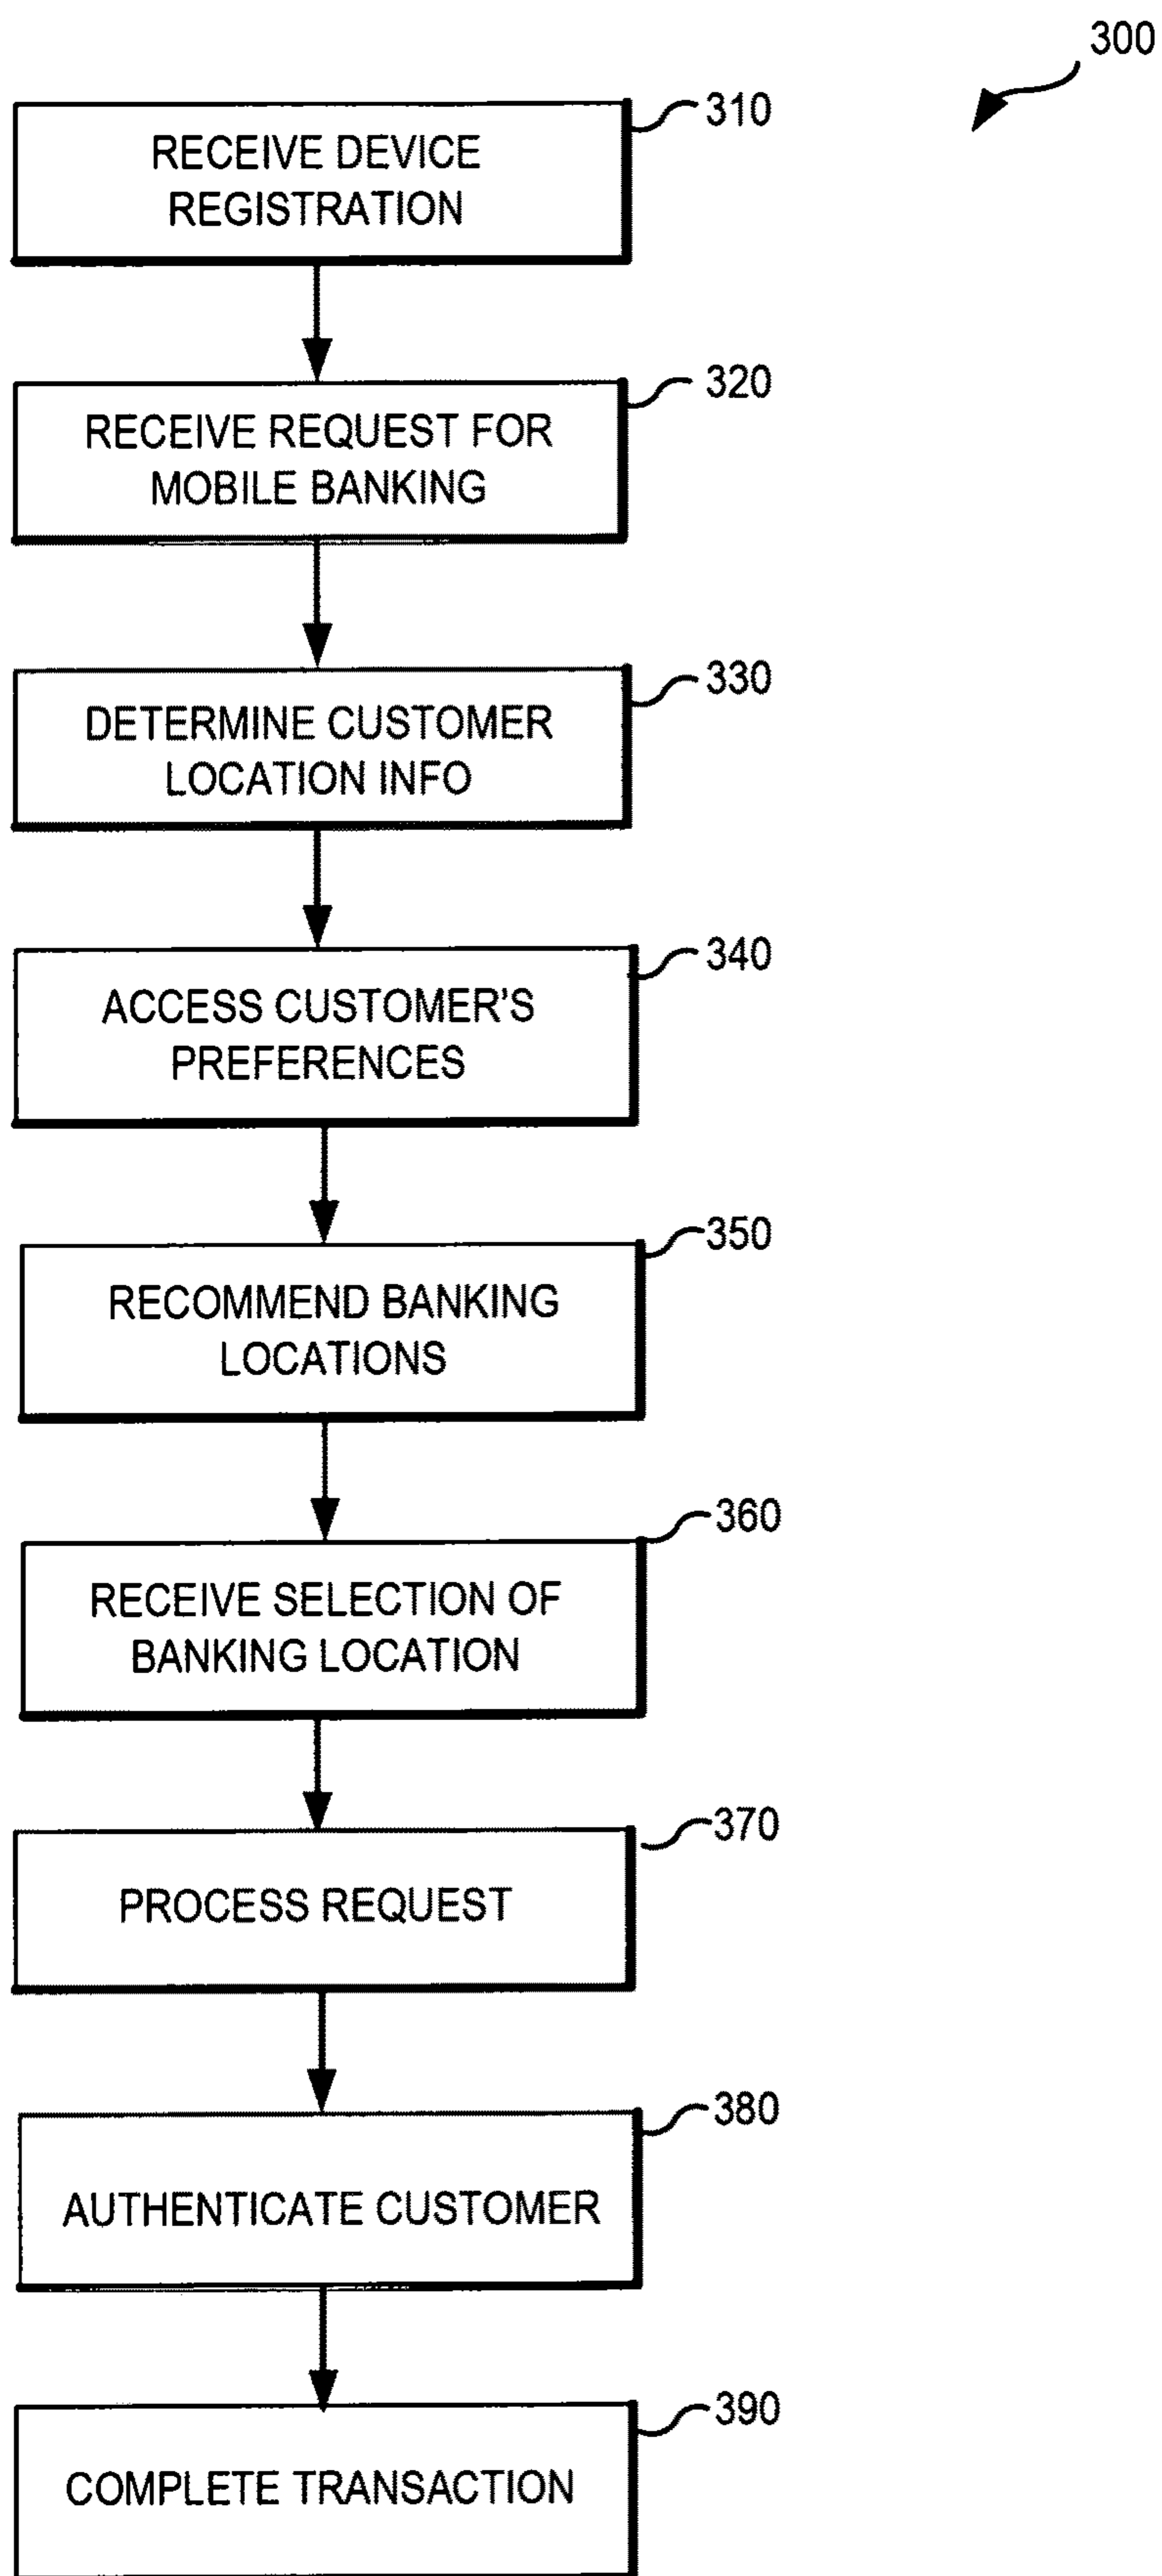 300
310
RECEIVE DEVICE
REGISTRATION
320
RECEIVE REQUEST FOR
MOBILE BANKING
330
DETERMINE CUSTOMER
LOCATION INFO
340
ACCESS CUSTOMER'S
PREFERENCES
350
RECOMMEND BANKING
LOCATIONS
360
RECEIVE SELECTION OF
BANKING LOCATION
370
PROCESS REQUEST
380
AUTHENTICATE CUSTOMER
390
COMPLETE TRANSACTION